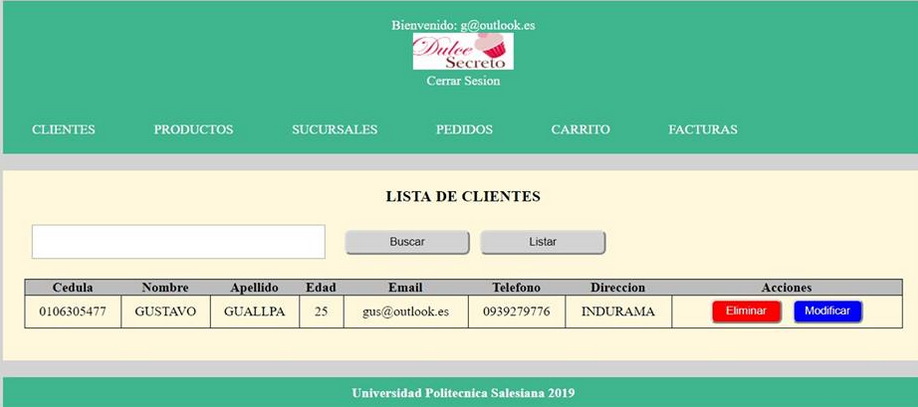 Bienvenido: g@outlook.es
Dulce
Secreto
Cerrar Sesion
CLIENTES PRODUCTOS SUCURSALES PEDIDOS CARRITO FACTURAS
LISTA DE CLIENTES
Buscar Listar
Cedula Nombre Apellido Edad Email Telefono Direccion Acciones
0106305477 GUSTAVO GUALLPA 25 gus@outlook.es 0939279776 INDURAMA Eliminar Modificar
Universidad Politecnica Salesiana 2019